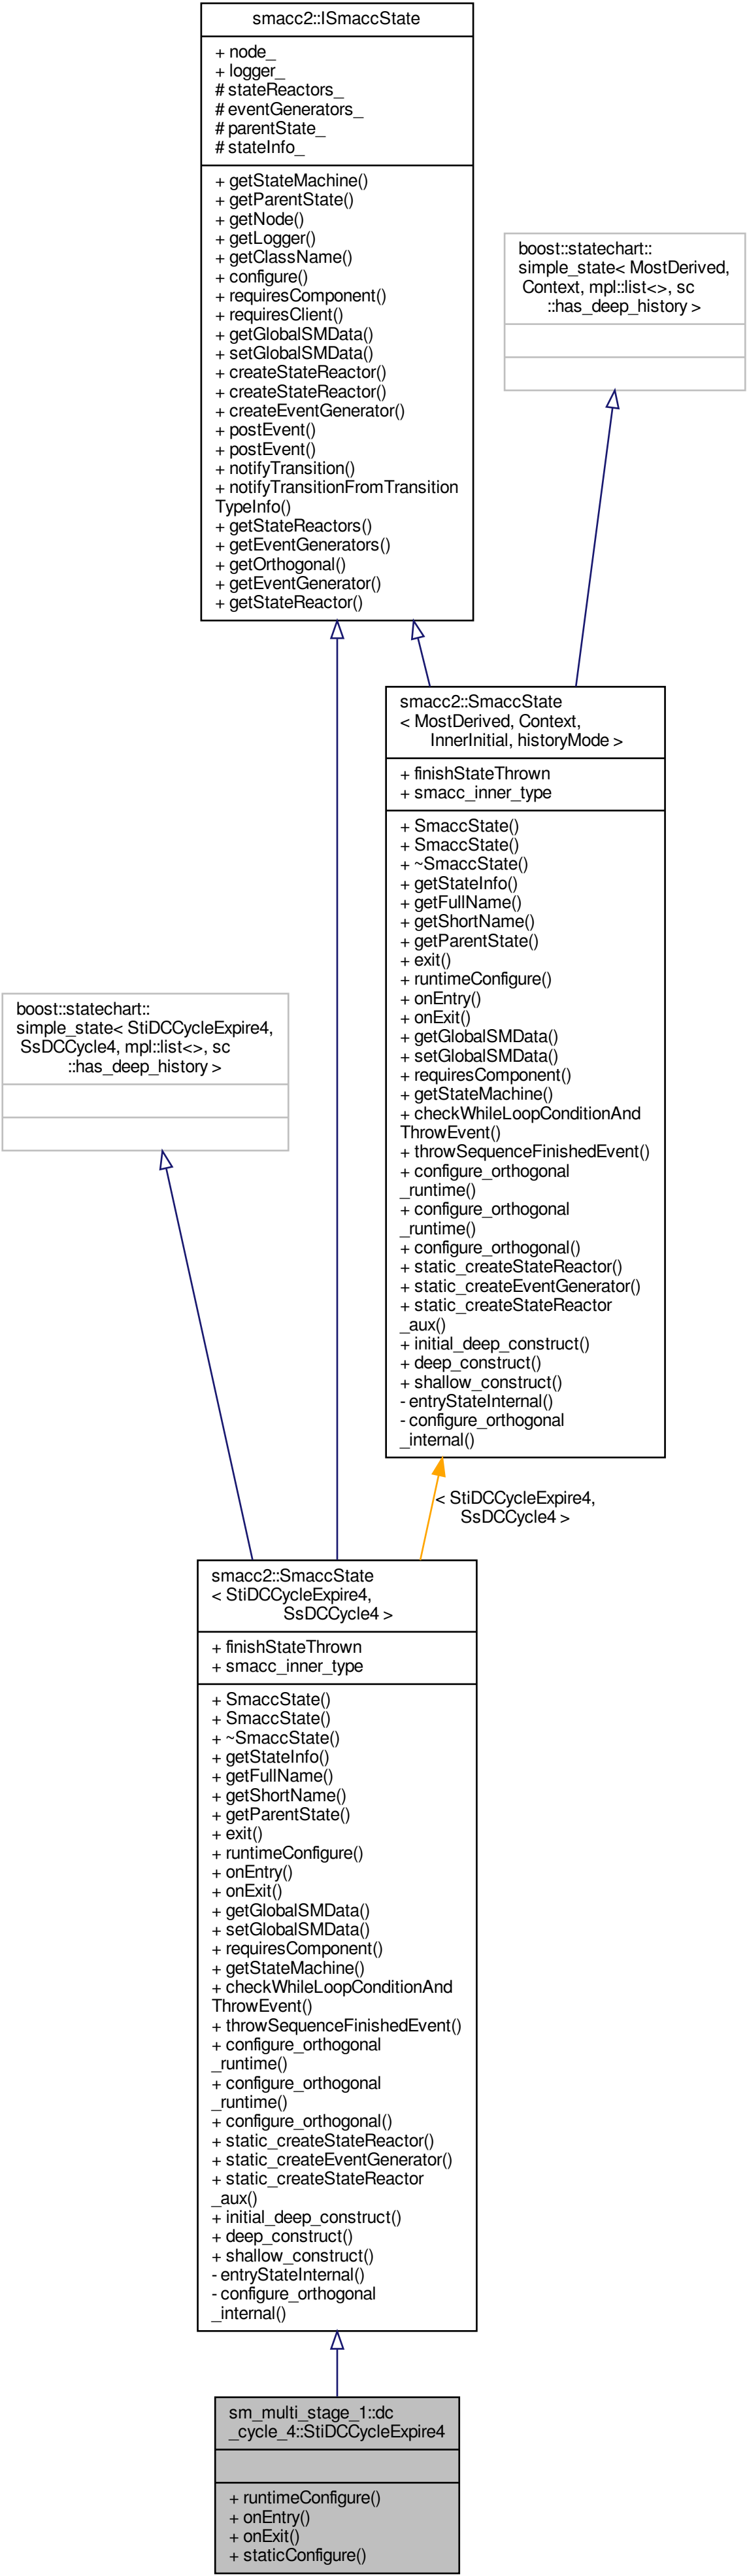 smacc2::ISmaccState
+ node_
+ logger_
# stateReactors_
# eventGenerators_
# parentState_
# stateInfo_
+ getStateMachine()
+ getParentState()
+ getNode()
+ getLogger()
+ getClassName()
+ configure()
+ requiresComponent()
+ requiresClient()
+ getGlobalSMData()
+ setGlobalSMData()
+ createStateReactor()
+ createStateReactor()
+ createEventGenerator()
+ postEvent()
+ postEvent()
+ notifyTransition()
+ notifyTransitionFromTransition
TypeInfo()
+ getStateReactors()
+ getEventGenerators()
+ getOrthogonal()
+ getEventGenerator()
+ getStateReactor()
boost::statechart::
simple_state< MostDerived,
Context, mpl::list<>, sc
::has_deep_history >
smacc2::SmaccState
< MostDerived, Context,
InnerInitial, historyMode >
+ finishStateThrown
+ smacc_inner_type
+ SmaccState()
+ SmaccState()
+ ~SmaccState()
+ getStateInfo()
+ getFullName()
+ getShortName()
+ getParentState()
+ exit()
+ runtimeConfigure()
+ onEntry()
+ onExit()
+ getGlobalSMData()
+ setGlobalSMData()
+ requiresComponent()
+ getStateMachine()
+ checkWhileLoopConditionAnd
ThrowEvent()
+ throwSequenceFinishedEvent()
+ configure_orthogonal
_runtime()
+ configure_orthogonal
_runtime()
+ configure_orthogonal()
+ static_createStateReactor()
+ static_createEventGenerator()
+ static_createStateReactor
_aux()
+ initial_deep_construct()
+ deep_construct()
+ shallow_construct()
- entryStateInternal()
- configure_orthogonal
_internal()
boost::statechart::
simple_state< StiDCCycleExpire4,
SsDCCycle4, mpl::list<>, sc
::has_deep_history >
< StiDCCycleExpire4,
SsDCCycle4 >
smacc2::SmaccState
< StiDCCycleExpire4,
SsDCCycle4 >
+ finishStateThrown
+ smacc_inner_type
+ SmaccState()
+ SmaccState()
+ ~SmaccState()
+ getStateInfo()
+ getFullName()
+ getShortName()
+ getParentState()
+ exit()
+ runtimeConfigure()
+ onEntry()
+ onExit()
+ getGlobalSMData()
+ setGlobalSMData()
+ requiresComponent()
+ getStateMachine()
+ checkWhileLoopConditionAnd
ThrowEvent()
+ throwSequenceFinishedEvent()
+ configure_orthogonal
_runtime()
+ configure_orthogonal
_runtime()
+ configure_orthogonal()
+ static_createStateReactor()
+ static_createEventGenerator()
+ static_createStateReactor
_aux()
+ initial_deep_construct()
+ deep_construct()
+ shallow_construct()
- entryStateInternal()
- configure_orthogonal
_internal()
sm_multi_stage_1::dc
_cycle_4::StiDCCycleExpire4
+ runtimeConfigure()
+ onEntry()
+ onExit()
+ staticConfigure()